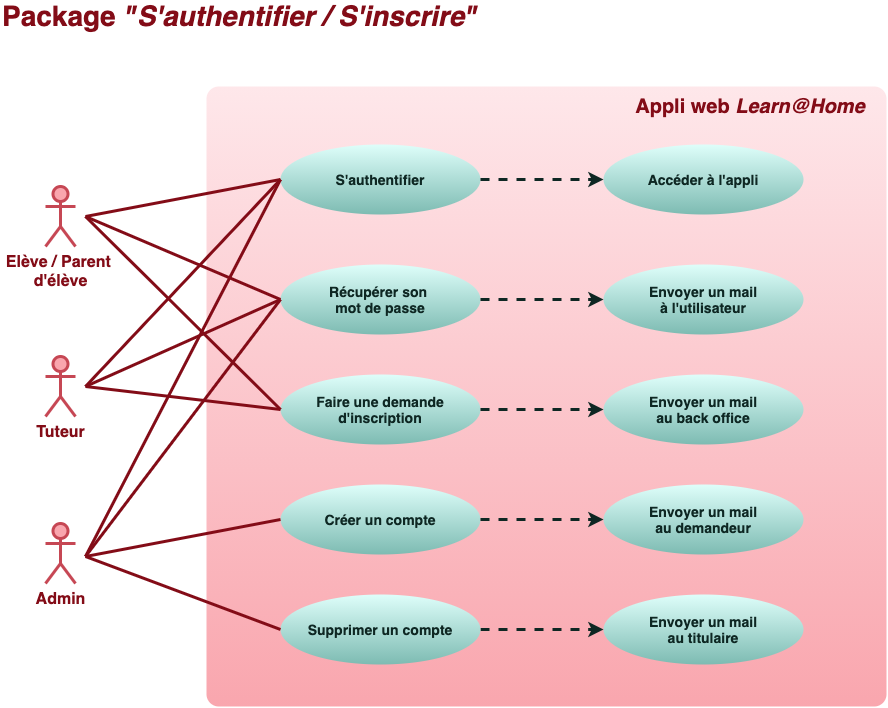 Package "S'authentifier / S'inscrire"
Appli web Learn@Home
S'authentifier
Accéder à l'appli
Elève / Parent
d'élève
Récupérer son
mot de passe
Envoyer un mail
à l'utilisateur
Tuteur
Faire une demande
d'inscription
Envoyer un mail
au back office
Créer un compte
Envoyer un mail
au demandeur
Admin
Supprimer un compte
Envoyer un mail
au titulaire